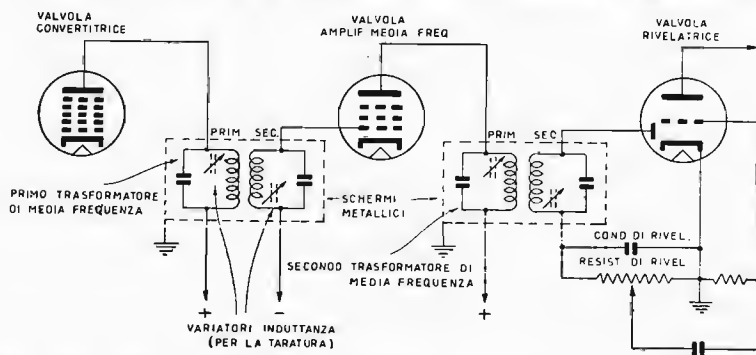 VALVOLA
CONVERTITRICE
VALVOLA
AMPLIF MEDIA FREQ
VALVOLA
RIVELATRICE
PRIM
SEC.
PRIM
SEC
PRIMO TRASFORMATORE
DI MEDIA FREQUENZA
SCHERMI
METALLICI
SECONDO TRASFORMATORE DI
MEDIA FREQUENZA
COND DI RIVEL.
RESIST DI RIVEL
+
-
+
VARIATORI INDUTTANZA
(PER LA TARATURA)